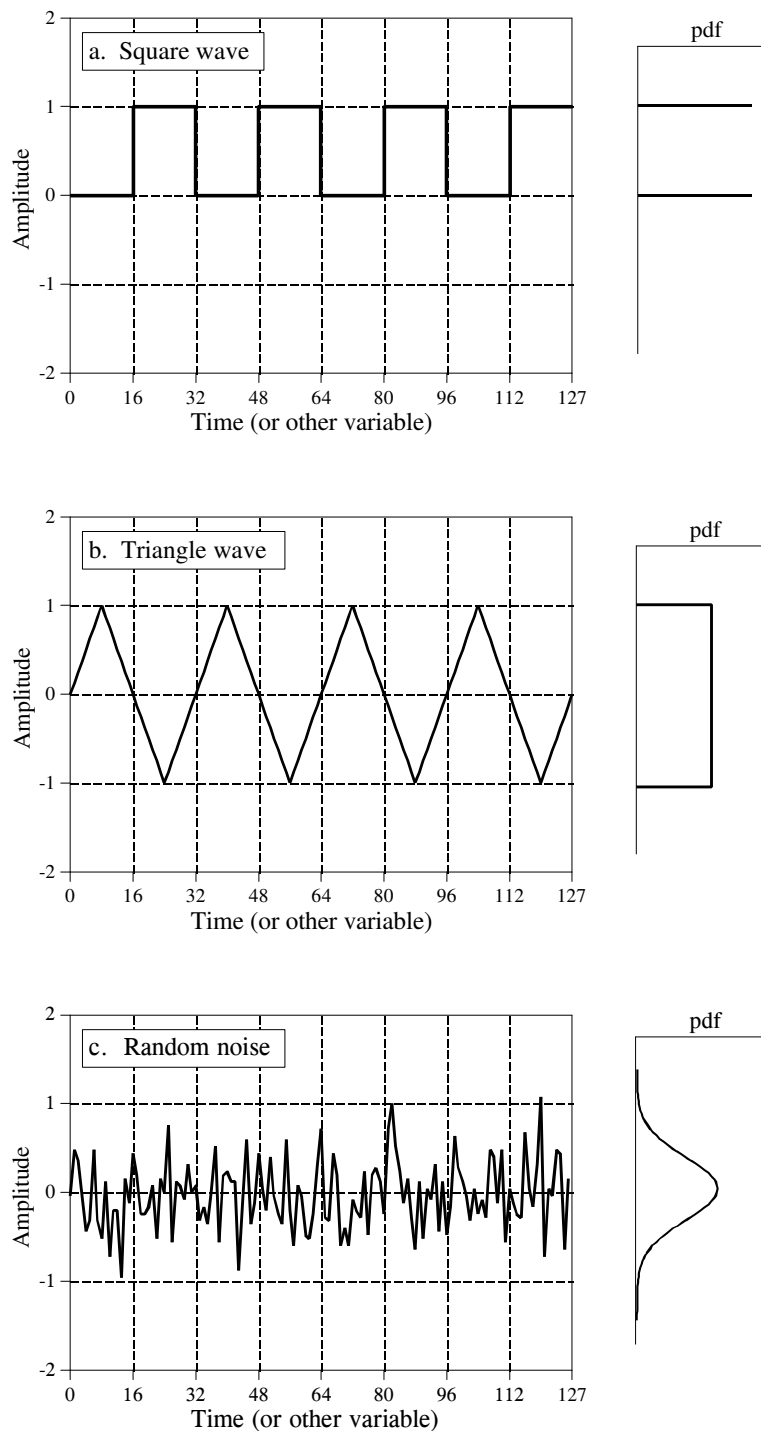 a. Square wave
pdf
2
1
0
-1
-2
Amplitude
0 16 32 48 64 80 96 112 127
Time (or other variable)
b. Triangle wave
pdf
2
1
0
-1
-2
Amplitude
0 16 32 48 64 80 96 112 127
Time (or other variable)
c. Random noise
pdf
2
1
0
-1
-2
Amplitude
0 16 32 48 64 80 96 112 127
Time (or other variable)